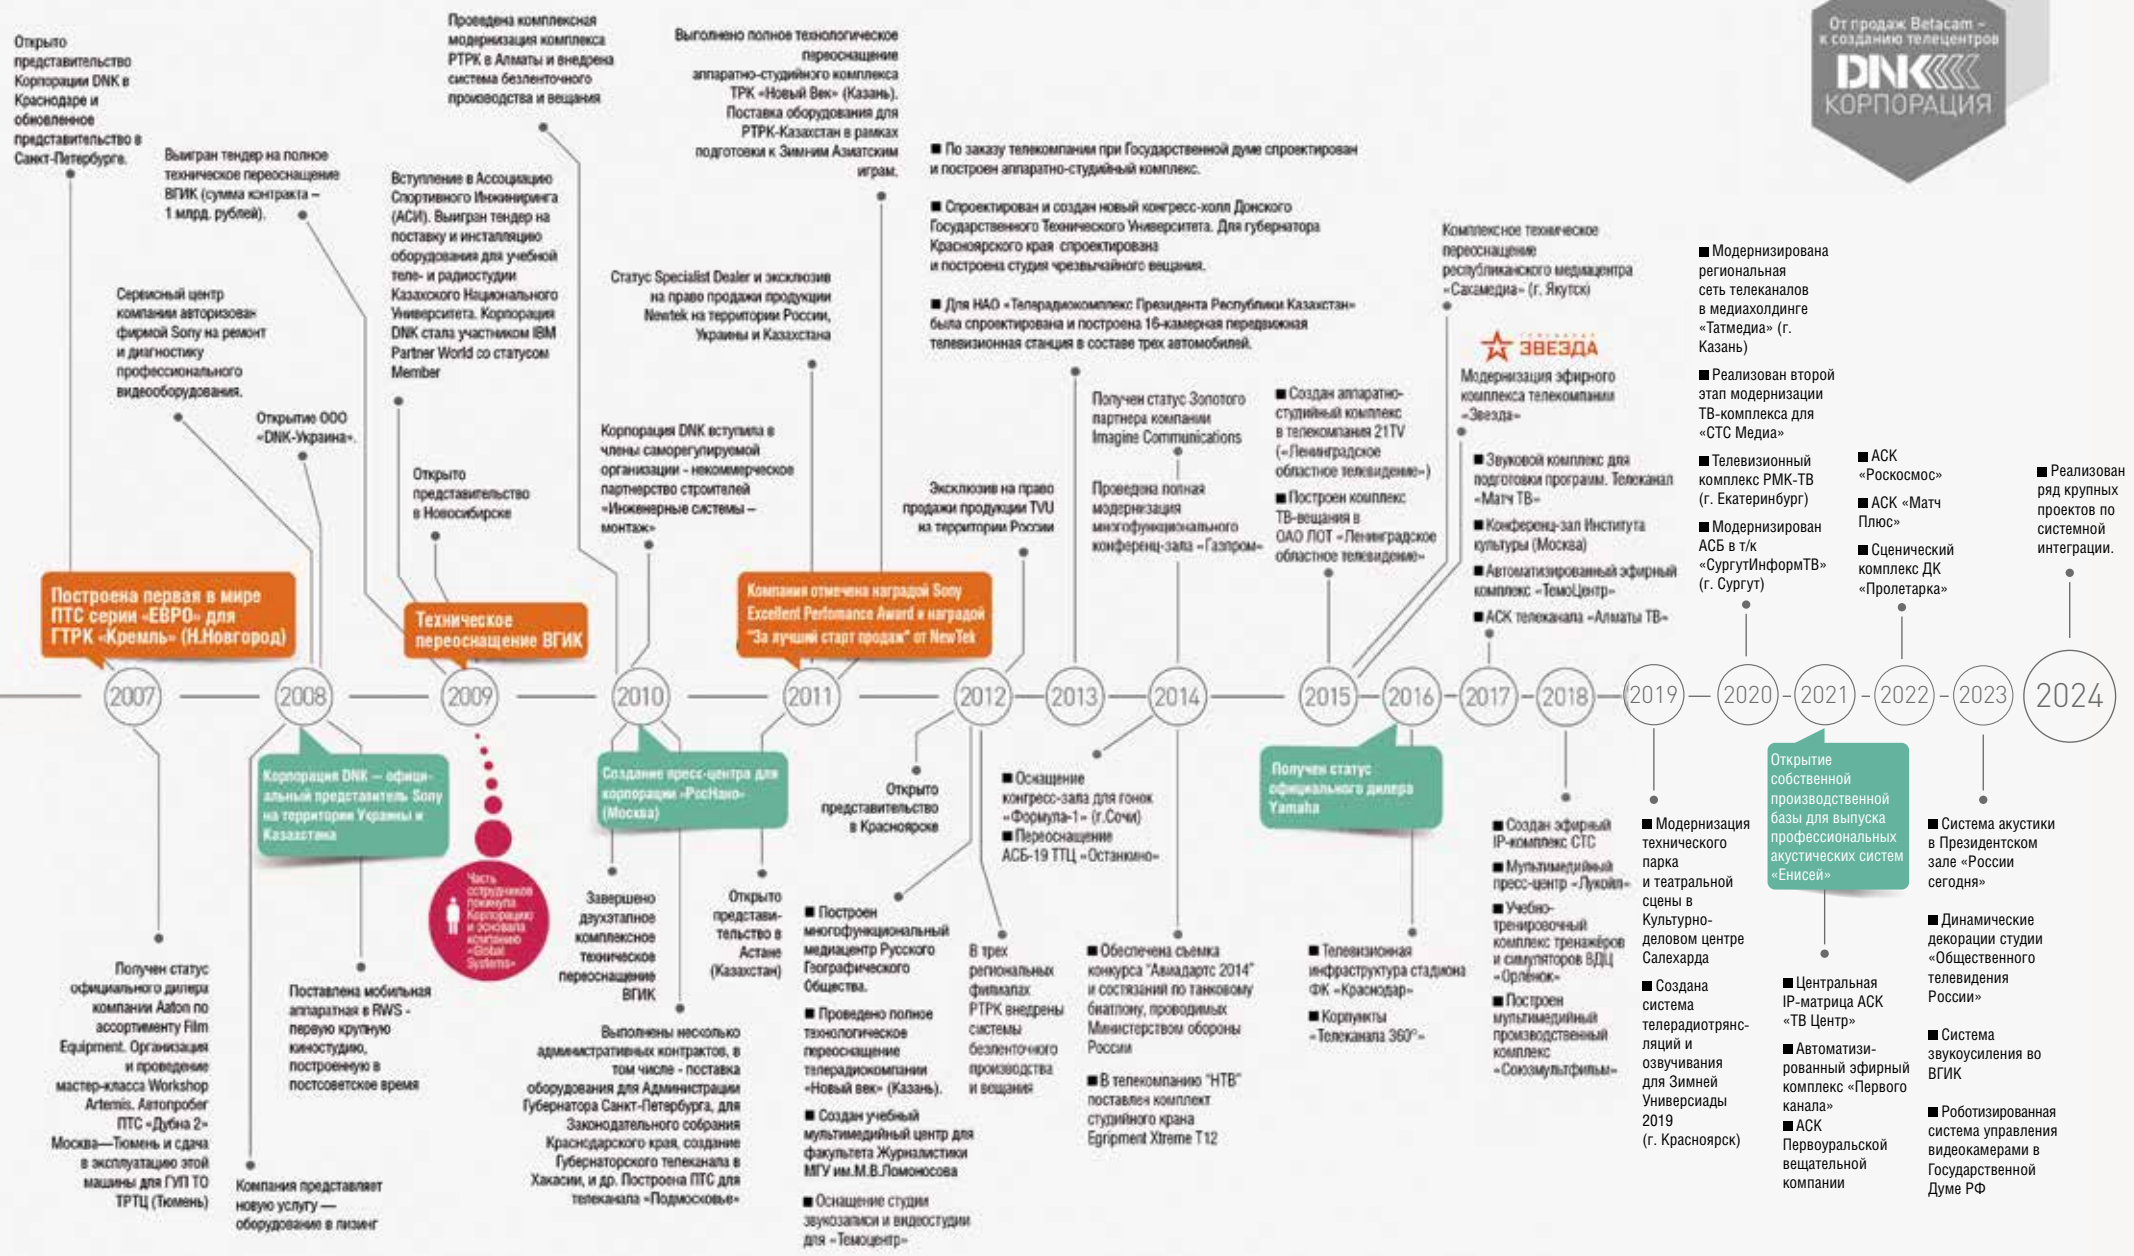 От продаж Betacam –
к созданию телецентров
DNK
КОРПОРАЦИЯ
Открыто
представительство
Корпорации DNK в
Краснодаре и
обновленное
представительство в
Санкт-Петербурге.
Выигран тендер на полное
техническое переоснащение
ВГИК (сумма контракта –
1 млрд. рублей).
Сервисный центр
компании авторизован
фирмой Sony на ремонт
и диагностику
профессионального
видеооборудования.
Открытие ООО
«DNK-Украина».
Проведена комплексная
модернизация комплекса
РТРК в Алматы и внедрена
система безленточного
производства и вещания
Вступление в Ассоциацию
Спортивного Инжиниринга
(АСИ). Выигран тендер на
поставку и инсталляцию
оборудования для учебной
теле- и радиостудии
Казахского Национального
Университета. Корпорация
DNK стала участником IBM
Partner World со статусом
Member
Открыто
представительство
в Новосибирске
Выполнено полное технологическое
переоснащение
аппаратно-студийного комплекса
ТРК «Новый Век» (Казань).
Поставка оборудования для
РТРК-Казахстан в рамках
подготовки к Зимним Азиатским
играм.
Статус Specialist Dealer и эксклюзив
на право продажи продукции
Newtek на территории России,
Украины и Казахстана
Корпорация DNK вступила в
члены саморегулируемой
организации - некоммерческое
партнерство строителей
«Инженерные системы –
монтаж»
■ По заказу телекомпании при Государственной думе спроектирован
и построен аппаратно-студийный комплекс.
■ Спроектирован и создан новый конгресс-холл Донского
Государственного Технического Университета. Для губернатора
Красноярского края спроектирована
и построена студия чрезвычайного вещания.
■ Для НАО «Телерадиокомплекс Президента Республики Казахстан»
была спроектирована и построена 16-камерная передвижная
телевизионная станция в составе трех автомобилей.
Эксклюзив на право
продажи продукции TVU
на территории России
Получен статус Золотого
партнера компании
Imagine Communications
Проведена полная
модернизация
многофункционального
конференц-зала «Газпром»
■ Создан аппаратно-
студийный комплекс
в телекомпания 21TV
(«Ленинградское
областное телевидение»)
■ Построен комплекс
ТВ-вещания в
ОАО ЛОТ «Ленинградское
областное телевидение»
Комплексное техническое
переоснащение
республиканского медиацентра
«Сахамедиа» (г. Якутск)
ЗВЕЗДА
Модернизация эфирного
комплекса телекомпании
«Звезда»
■ Звуковой комплекс для
подготовки программ. Телеканал
«Матч ТВ»
■ Конференц-зал Института
культуры (Москва)
■ Автоматизированный эфирный
комплекс «ТемоЦентр»
■ АСК телеканала «Алматы ТВ»
■ Модернизирована
региональная
сеть телеканалов
в медиахолдинге
«Татмедиа» (г.
Казань)
■ Реализован второй
этап модернизации
ТВ-комплекса для
«СТС Медиа»
■ Телевизионный
комплекс РМК-ТВ
(г. Екатеринбург)
■ Модернизирован
АСБ в т/к
«СургутИнформТВ»
(г. Сургут)
■ АСК
«Роскосмос»
■ АСК «Матч
Плюс»
■ Сценический
комплекс ДК
«Пролетарка»
■ Реализован
ряд крупных
проектов по
системной
интеграции.
Построена первая в мире
ПТС серии «ЕВРО» для
ГТРК «Кремль» (Н.Новгород)
Техническое
переоснащение ВГИК
Компания отмечена наградой Sony
Excellent Perfomance Award и наградой
"За лучший старт продаж" от NewTek
2007
2008
2009
2010
2011
2012
2013
2014
2015
2016
2017
2018
2019
2020
2021
2022
2023
2024
Корпорация DNK – офици-
альный представитель Sony
на территории Украины и
Казахстана
Часть
сотрудников
покинула
Корпорацию
и основала
компанию
«Global
Systems»
Создание пресс-центра для
корпорации «РосНано»
(Москва)
Получен статус
официального дилера
Yamaha
Открытие
собственной
производственной
базы для выпуска
профессиональных
акустических систем
«Енисей»
Получен статус
официального дилера
компании Aaton по
ассортименту Film
Equipment. Организация
и проведение
мастер-класса Workshop
Artemis. Автопробег
ПТС «Дубна 2»
Москва—Тюмень и сдача
в эксплуатацию этой
машины для ГУП ТО
ТРТЦ (Тюмень)
Компания представляет
новую услугу —
оборудование в лизинг
Поставлена мобильная
аппаратная в RWS -
первую крупную
киностудию,
построенную в
постсоветское время
Завершено
двухэтапное
комплексное
техническое
переоснащение
ВГИК
Выполнены несколько
административных контрактов, в
том числе - поставка
оборудования для Администрации
Губернатора Санкт-Петербурга, для
Законодательного собрания
Краснодарского края, создание
Губернаторского телеканала в
Хакасии, и др. Построена ПТС для
телеканала «Подмосковье»
Открыто
представи-
тельство в
Астане
(Казахстан)
Открыто
представительство
в Красноярске
■ Построен
многофункциональный
медиацентр Русского
Географического
Общества.
■ Проведено полное
технологическое
переоснащение
телерадиокомпании
«Новый век» (Казань).
■ Создан учебный
мультимедийный центр для
факультета Журналистики
МГУ им.М.В.Ломоносова
■ Оснащение студии
звукозаписи и видеостудии
для «Темоцентр»
В трех
региональных
филиалах
РТРК внедрены
системы
безленточного
производства
и вещания
■ Оснащение
конгресс-зала для гонок
«Формула-1» (г.Сочи)
■ Переоснащение
АСБ-19 ТТЦ «Останкино»
■ Обеспечена съемка
конкурса "Авиадартс 2014"
и состязаний по танковому
биатлону, проводимых
Министерством обороны
России
■ В телекомпанию "НТВ"
поставлен комплект
студийного крана
Egripment Xtreme T12
■ Телевизионная
инфраструктура стадиона
ФК «Краснодар»
■ Корпункты
«Телеканала 360°»
■ Создан эфирный
IP-комплекс СТС
■ Мультимедийный
пресс-центр «Лукойл»
■ Учебно-
тренировочный
комплекс тренажёров
и симуляторов ВДЦ
«Орлёнок»
■ Построен
мультимедийный
производственный
комплекс
«Союзмультфильм»
■ Модернизация
технического
парка
и театральной
сцены в
Культурно-
деловом центре
Салехарда
■ Создана
система
телерадиотрянс-
ляций и
озвучивания
для Зимней
Универсиады
2019
(г. Красноярск)
■ Центральная
IP-матрица АСК
«ТВ Центр»
■ Автоматизи-
рованный эфирный
комплекс «Первого
канала»
■ АСК
Первоуральской
вещательной
компании
■ Система акустики
в Президентском
зале «России
сегодня»
■ Динамические
декорации студии
«Общественного
телевидения
России»
■ Система
звукоусиления во
ВГИК
■ Роботизированная
система управления
видеокамерами в
Государственной
Думе РФ